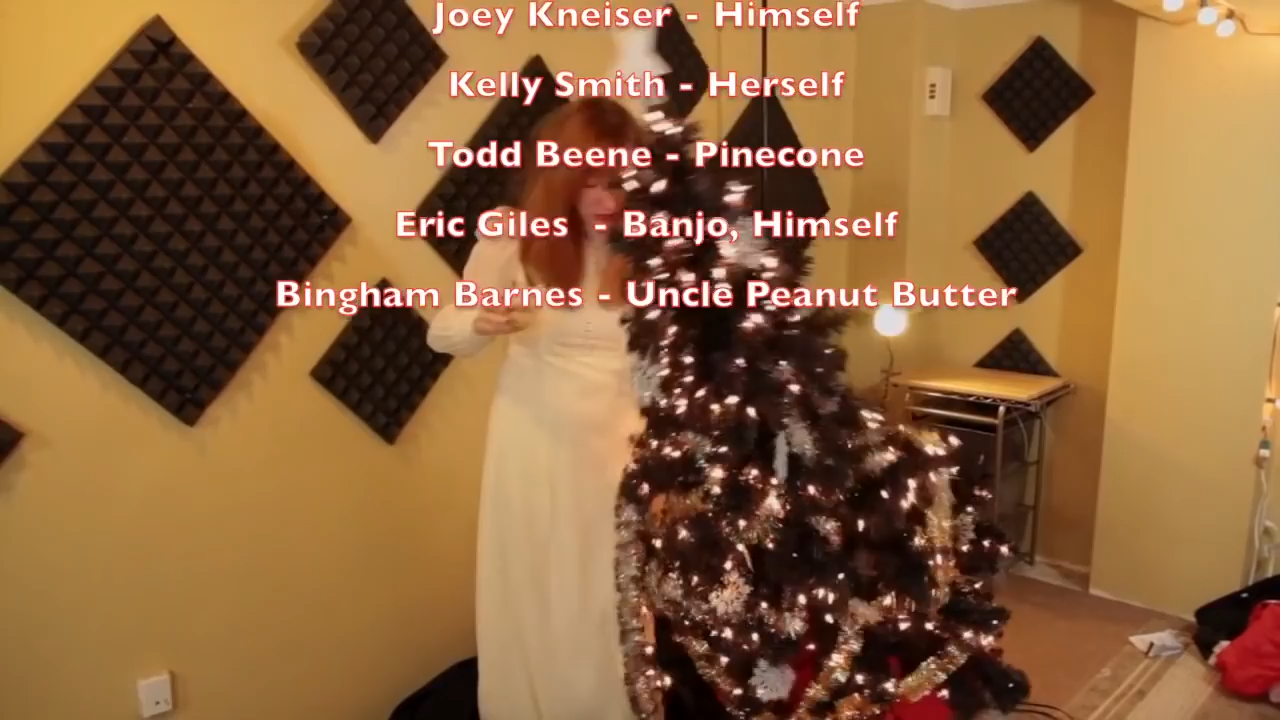 Joey Kneiser - Himself
Kelly Smith - Herself
Todd Beene - Pinecone
Eric Giles - Banjo, Himself
Bingham Barnes - Uncle Peanut Butter